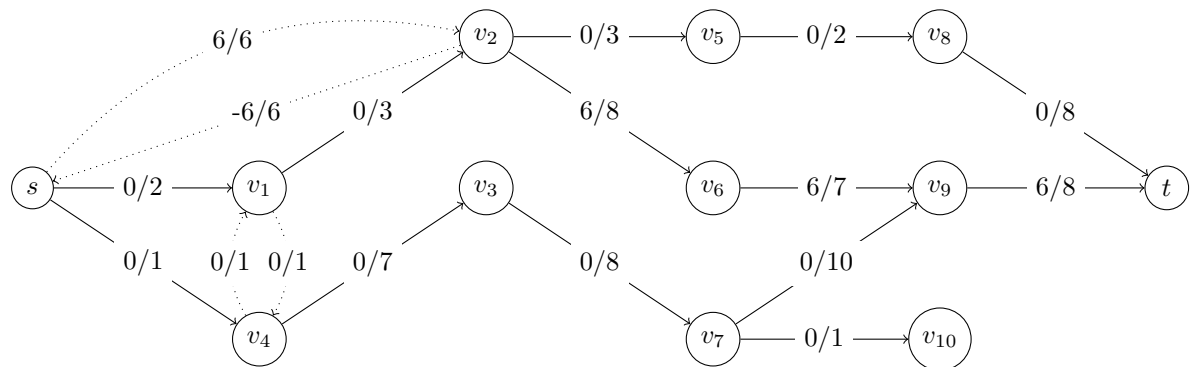 v2 0/3 v5 0/2 v8
6/6
-6/6 0/3 6/8 0/8
s 0/2 v1 v3 v6 6/7 v9 6/8 t
0/1 0/1 0/1 0/7 0/8 0/10
v4 v7 0/1 v10